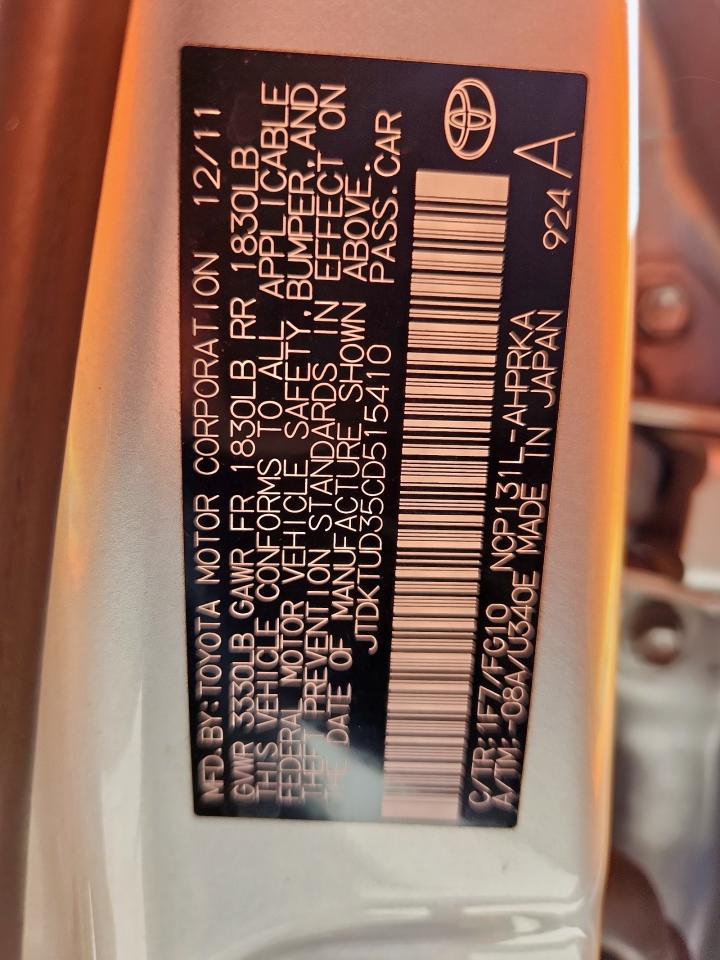 MFD.BY:TOYOTA MOTOR CORPORATION 12/11
GVWR 3330LB GAWR FR 1830LB RR 1830LB
THIS VEHICLE CONFORMS TO ALL APPLICABLE
FEDERAL MOTOR VEHICLE SAFETY,BUMPER,AND
THEFT PREVENTION STANDARDS IN EFFECT ON
THE DATE OF MANUFACTURE SHOWN ABOVE.
JTDKTUD35CD515410 PASS.CAR
C/TR:1F7/FG10 NCP131L-AHPRKA
A/TM:-08A/U340E MADE IN JAPAN 924 A